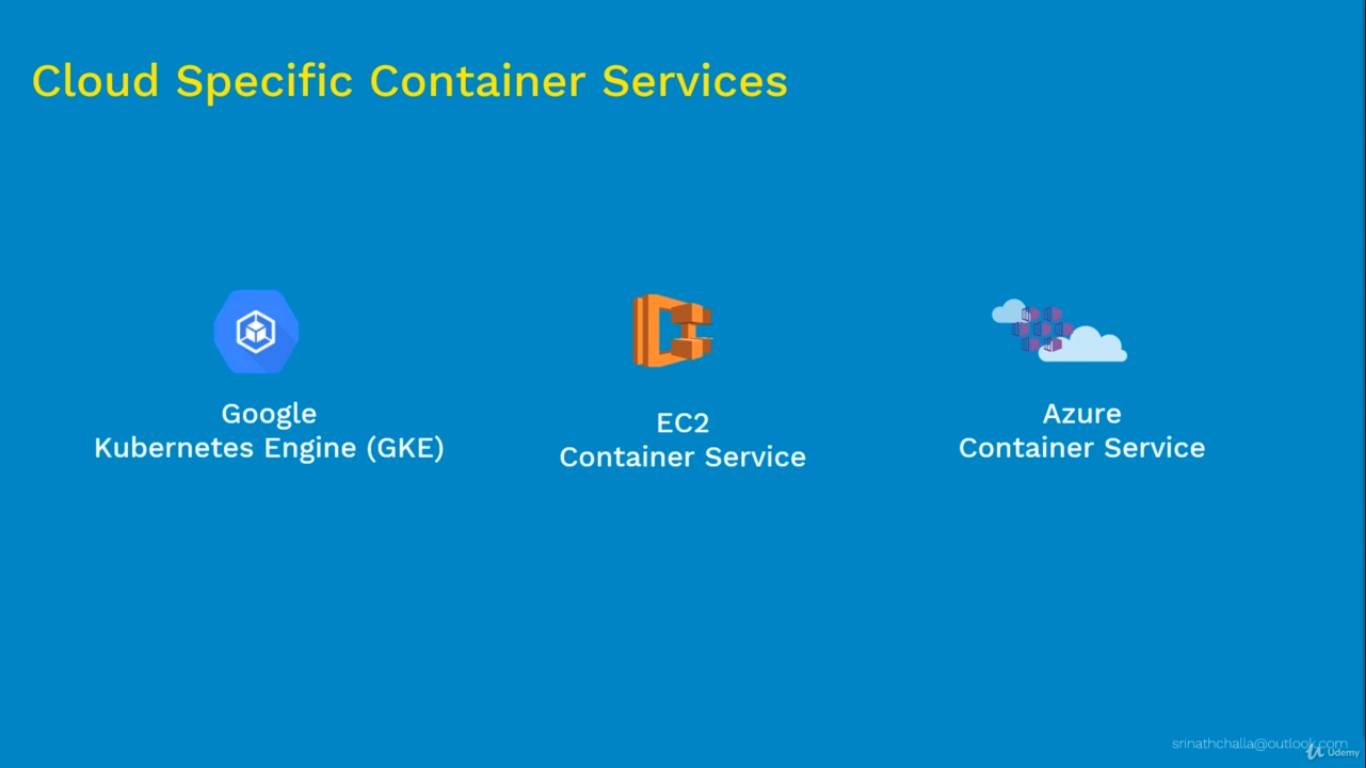 Cloud Specific Container Services
Google
Kubernetes Engine (GKE)
EC2
Container Service
Azure
Container Service
srinathchalla@outlook.com
Udemy